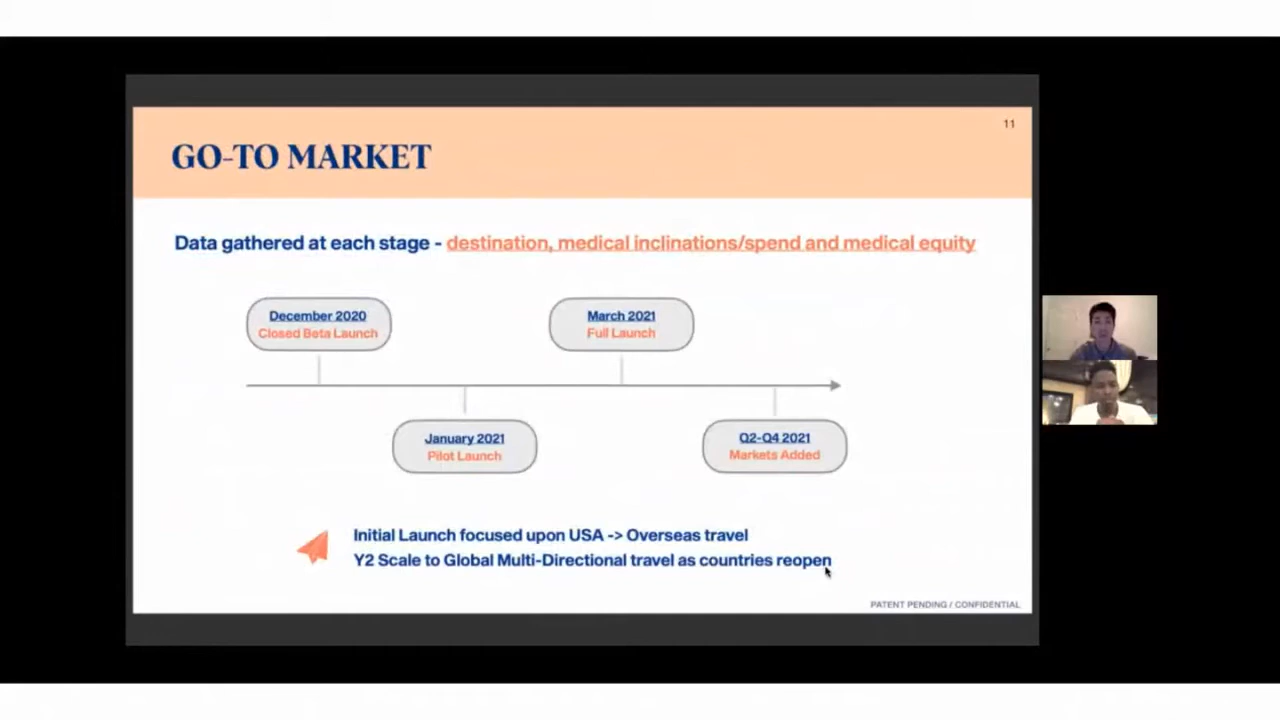 11
GO-TO MARKET
Data gathered at each stage - destination, medical inclinations/spend and medical equity
December 2020
Closed Beta Launch
March 2021
Full Launch
January 2021
Pilot Launch
Q2-Q4 2021
Markets Added
Initial Launch focused upon USA -> Overseas travel
Y2 Scale to Global Multi-Directional travel as countries reopen
PATENT PENDING / CONFIDENTIAL